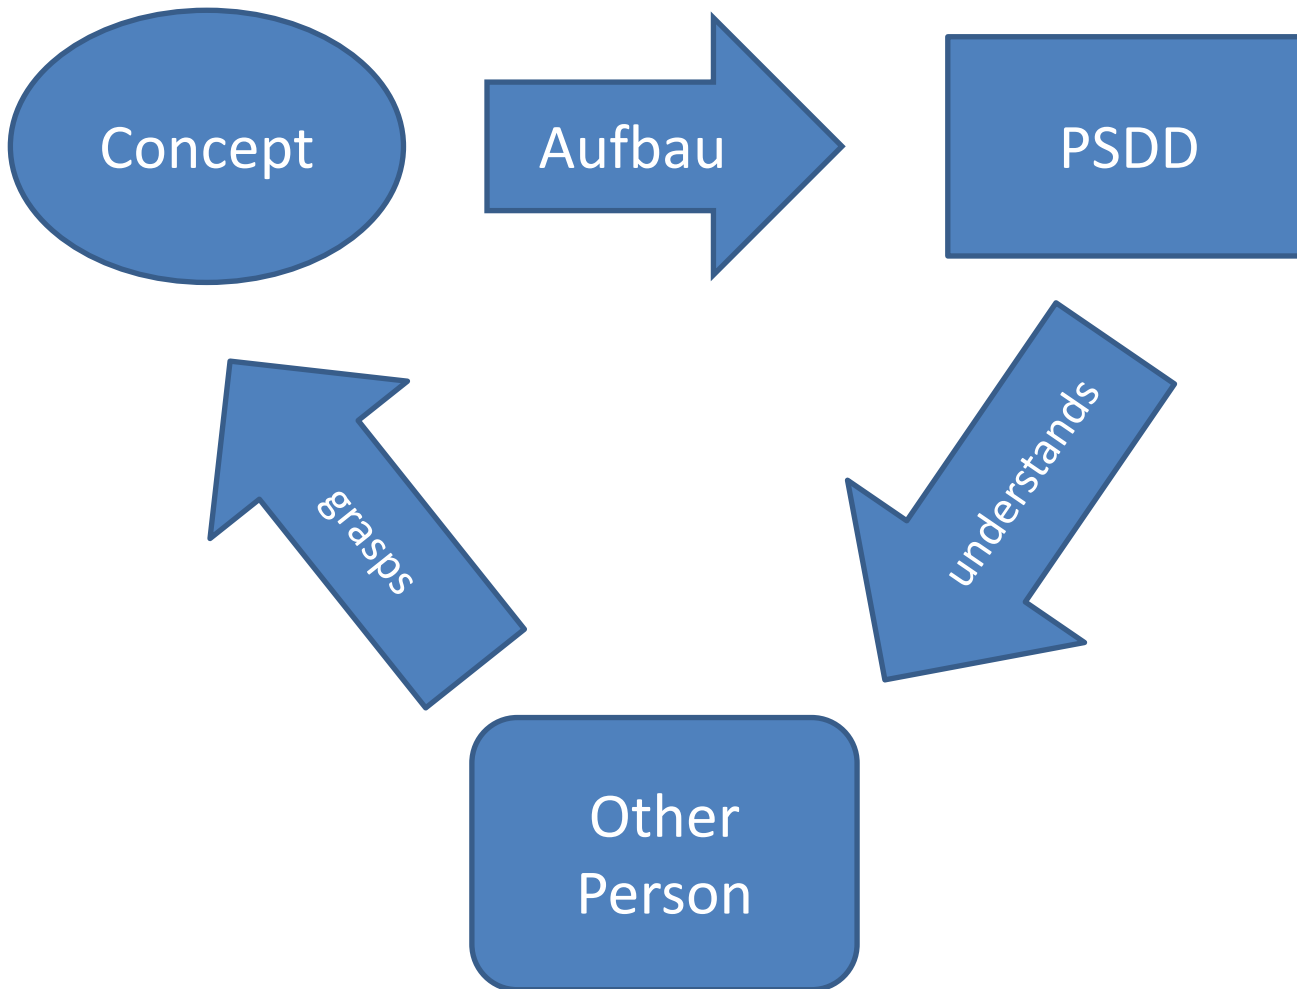 Concept
Aufbau
PSDD
understands
grasps
Other
Person